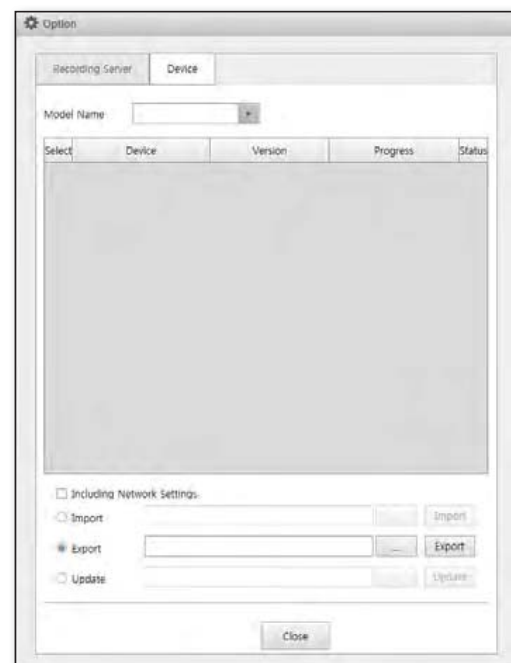 Option
Recording Server Device
Model Name
Select Device Version Progress Status
Including Network Settings
Import Import
Export ... Export
Update Update
Close